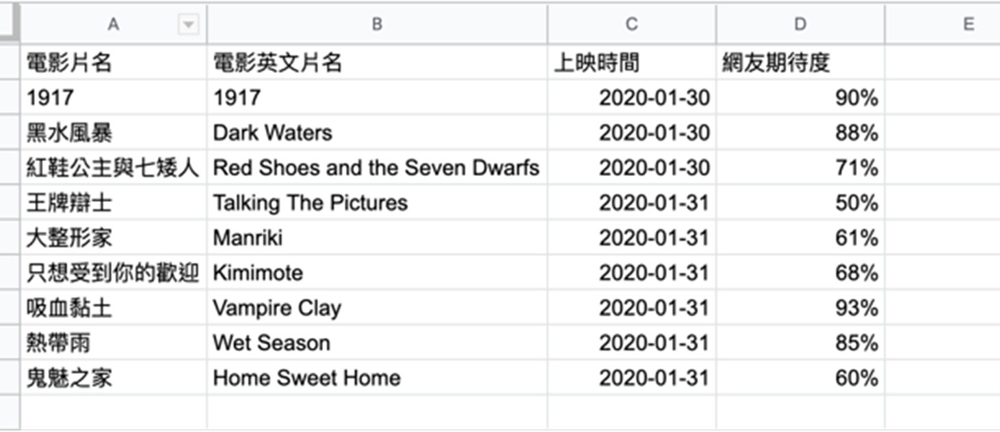 A B C D E
電影片名 電影英文片名 上映時間 網友期待度
1917 1917 2020-01-30 90%
黑水風暴 Dark Waters 2020-01-30 88%
紅鞋公主與七矮人 Red Shoes and the Seven Dwarfs 2020-01-30 71%
王牌辯士 Talking The Pictures 2020-01-31 50%
大整形家 Manriki 2020-01-31 61%
只想受到你的歡迎 Kimimote 2020-01-31 68%
吸血黏土 Vampire Clay 2020-01-31 93%
熱帶雨 Wet Season 2020-01-31 85%
鬼魅之家 Home Sweet Home 2020-01-31 60%